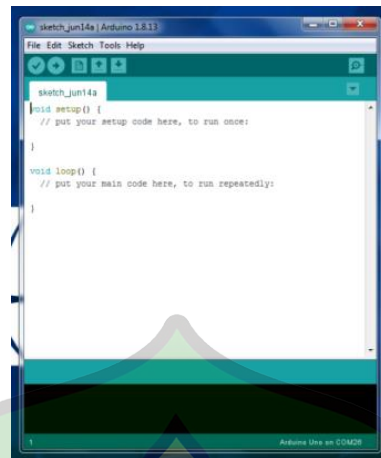 sketch_jun14a | Arduino 1.8.13
File Edit Sketch Tools Help
sketch_jun14a
void setup() {
// put your setup code here, to run once:
}
void loop() {
// put your main code here, to run repeatedly:
}
1
Arduino Uno on COM28